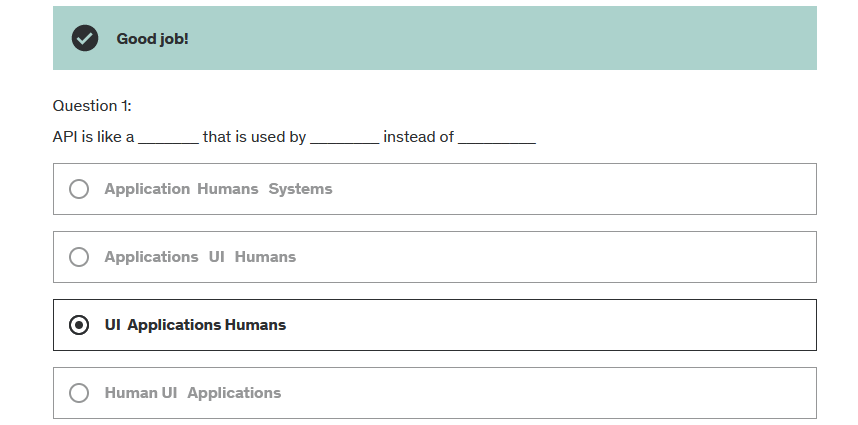 Good job!
Question 1:
API is like a ________ that is used by _________ instead of __________
Application Humans Systems
Applications UI Humans
UI Applications Humans
Human UI Applications